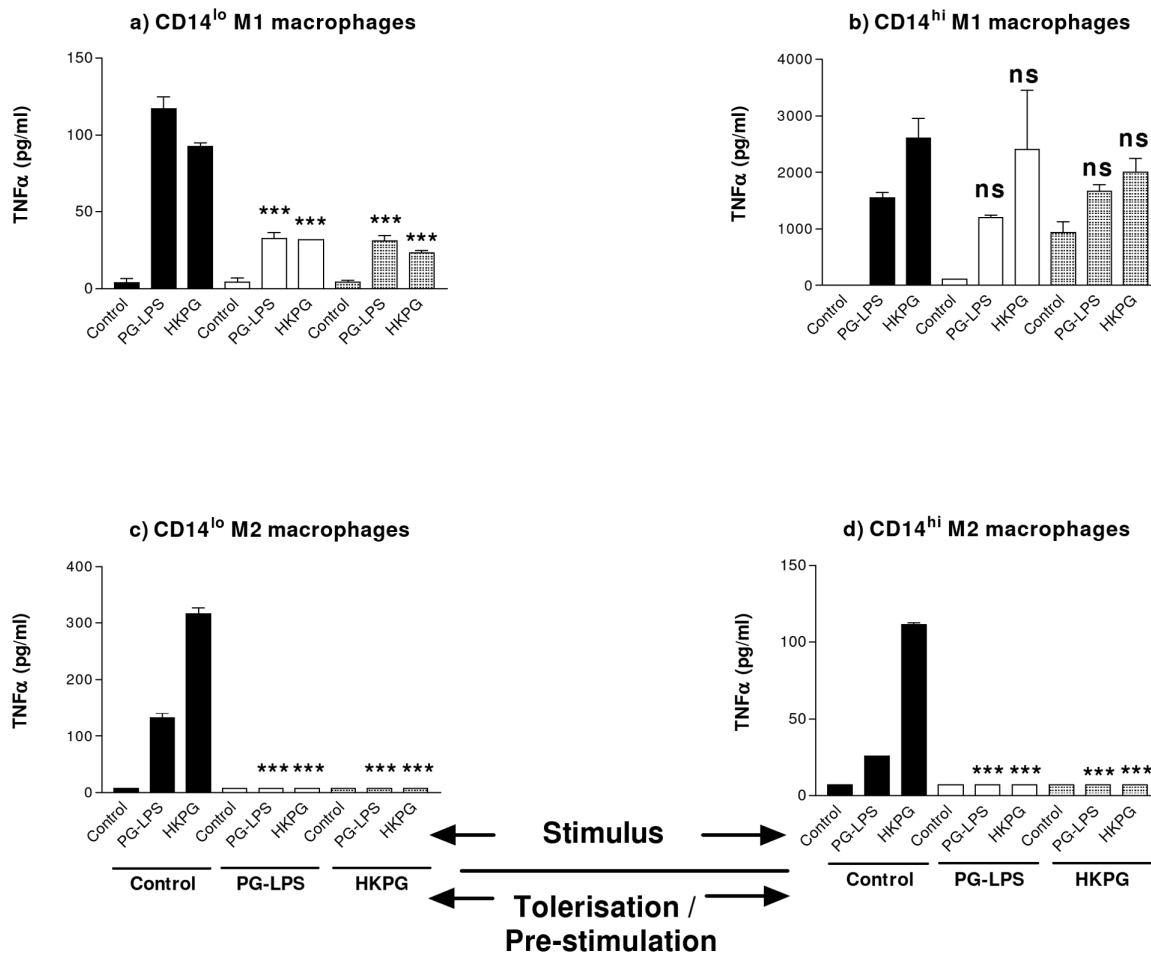 a) CD14lo M1 macrophages
TNFα (pg/ml)
150
100
50
0
*** *** *** ***
Control PG-LPS HKPG Control PG-LPS HKPG Control PG-LPS HKPG
b) CD14hi M1 macrophages
TNFα (pg/ml)
4000
3000
2000
1000
0
ns ns ns ns
Control PG-LPS HKPG Control PG-LPS HKPG Control PG-LPS HKPG
c) CD14lo M2 macrophages
TNFα (pg/ml)
400
300
200
100
0
*** *** *** ***
Control PG-LPS HKPG Control PG-LPS HKPG Control PG-LPS HKPG
Control PG-LPS HKPG
d) CD14hi M2 macrophages
TNFα (pg/ml)
150
100
50
0
*** *** *** ***
Control PG-LPS HKPG Control PG-LPS HKPG Control PG-LPS HKPG
Control PG-LPS HKPG
Stimulus
Tolerisation /
Pre-stimulation